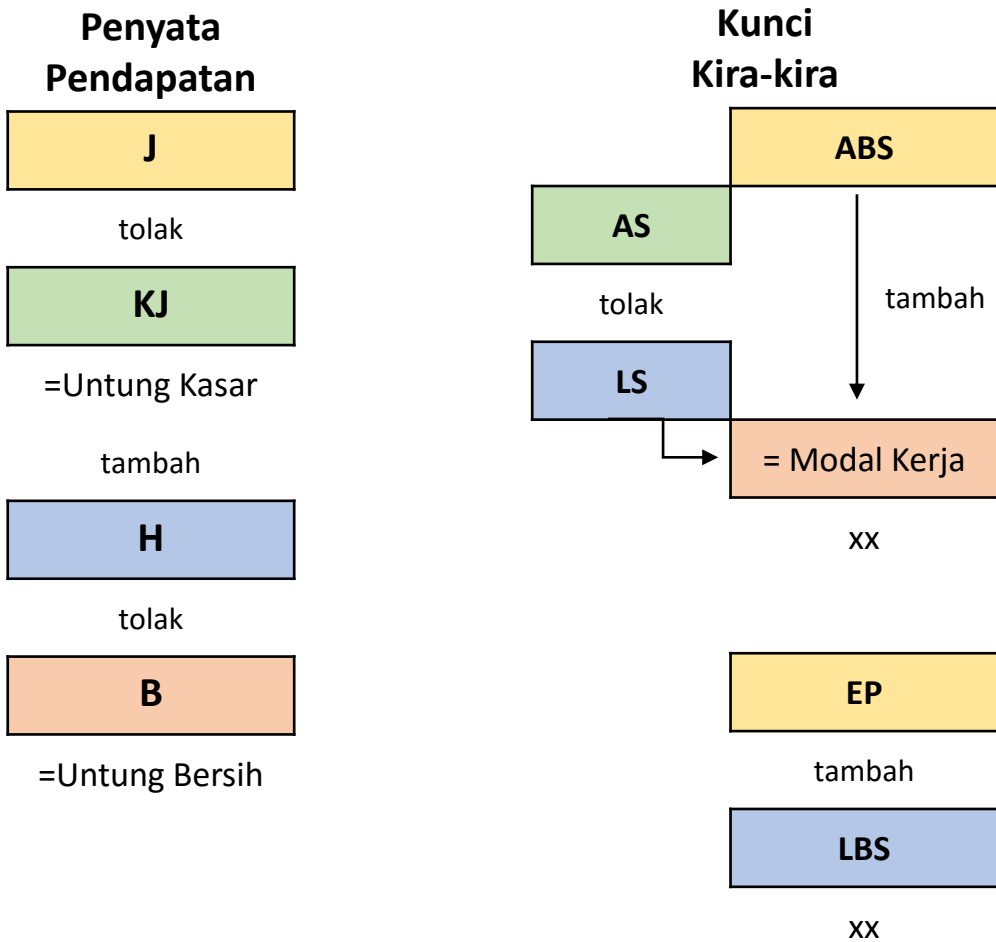 Penyata
Pendapatan
J
tolak
KJ
=Untung Kasar
tambah
H
tolak
B
=Untung Bersih
Kunci
Kira-kira
ABS
AS
tolak
tambah
LS
= Modal Kerja
xx
EP
tambah
LBS
xx